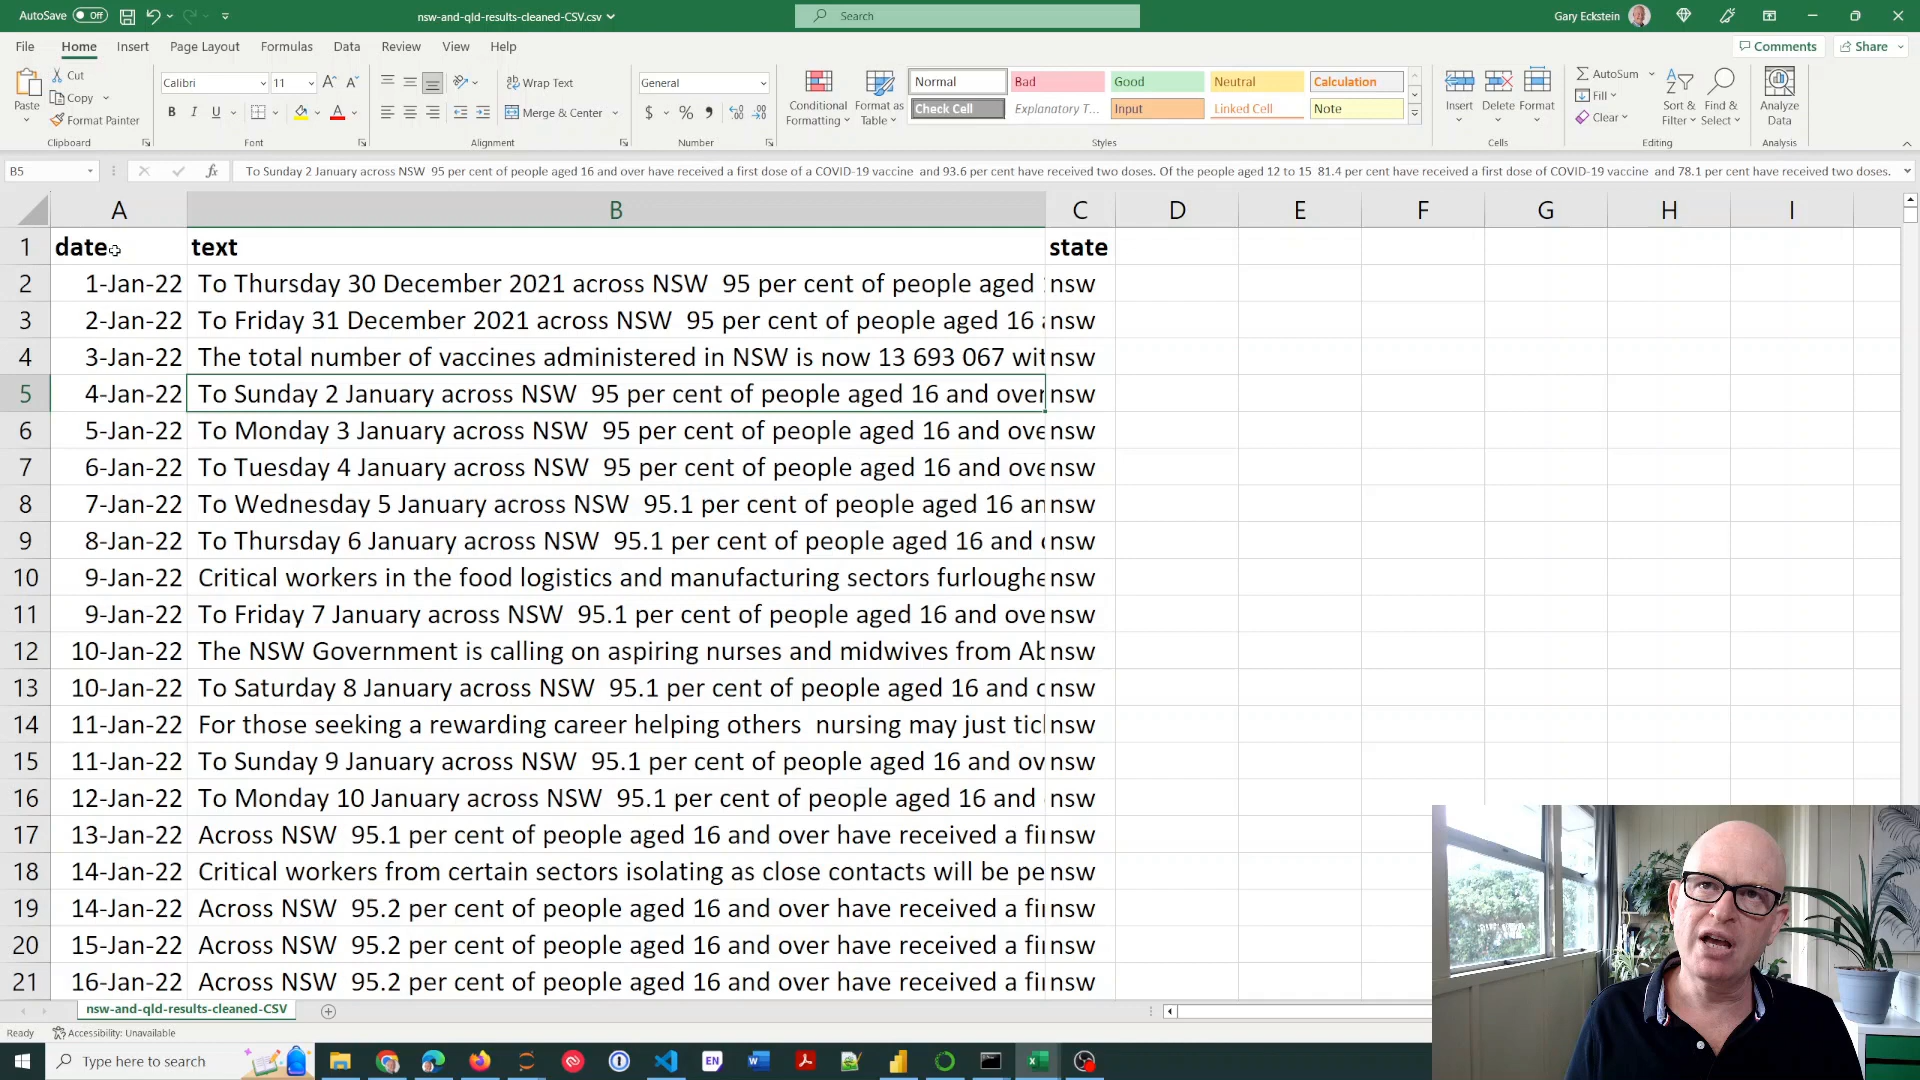 AutoSave Off nsw-and-qld-results-cleaned-CSV.csv Search Gary Eckstein
File Home Insert Page Layout Formulas Data Review View Help Comments Share
Paste Cut Copy Format Painter Clipboard
Calibri 11 B I U A Font
Wrap Text Merge & Center Alignment
General $ % Number
Conditional Formatting Format as Table
Normal Bad Good Neutral Calculation
Check Cell Explanatory T... Input Linked Cell Note
Styles
Insert Delete Format Cells
AutoSum Fill Clear Sort & Filter Find & Select Editing
Analyze Data Analysis
B5 fx To Sunday 2 January across NSW 95 per cent of people aged 16 and over have received a first dose of a COVID-19 vaccine and 93.6 per cent have received two doses. Of the people aged 12 to 15 81.4 per cent have received a first dose of COVID-19 vaccine and 78.1 per cent have received two doses.
A B C D E F G H I
1 date text state
2 1-Jan-22 To Thursday 30 December 2021 across NSW 95 per cent of people aged nsw
3 2-Jan-22 To Friday 31 December 2021 across NSW 95 per cent of people aged 16 nsw
4 3-Jan-22 The total number of vaccines administered in NSW is now 13 693 067 wit nsw
5 4-Jan-22 To Sunday 2 January across NSW 95 per cent of people aged 16 and over nsw
6 5-Jan-22 To Monday 3 January across NSW 95 per cent of people aged 16 and ove nsw
7 6-Jan-22 To Tuesday 4 January across NSW 95 per cent of people aged 16 and ove nsw
8 7-Jan-22 To Wednesday 5 January across NSW 95.1 per cent of people aged 16 an nsw
9 8-Jan-22 To Thursday 6 January across NSW 95.1 per cent of people aged 16 and nsw
10 9-Jan-22 Critical workers in the food logistics and manufacturing sectors furloughe nsw
11 9-Jan-22 To Friday 7 January across NSW 95.1 per cent of people aged 16 and ove nsw
12 10-Jan-22 The NSW Government is calling on aspiring nurses and midwives from Ab nsw
13 10-Jan-22 To Saturday 8 January across NSW 95.1 per cent of people aged 16 and nsw
14 11-Jan-22 For those seeking a rewarding career helping others nursing may just tick nsw
15 11-Jan-22 To Sunday 9 January across NSW 95.1 per cent of people aged 16 and ov nsw
16 12-Jan-22 To Monday 10 January across NSW 95.1 per cent of people aged 16 and nsw
17 13-Jan-22 Across NSW 95.1 per cent of people aged 16 and over have received a fir nsw
18 14-Jan-22 Critical workers from certain sectors isolating as close contacts will be pe nsw
19 14-Jan-22 Across NSW 95.2 per cent of people aged 16 and over have received a fir nsw
20 15-Jan-22 Across NSW 95.2 per cent of people aged 16 and over have received a fir nsw
21 16-Jan-22 Across NSW 95.2 per cent of people aged 16 and over have received a fir nsw
nsw-and-qld-results-cleaned-CSV
Ready Accessibility: Unavailable
Type here to search EN